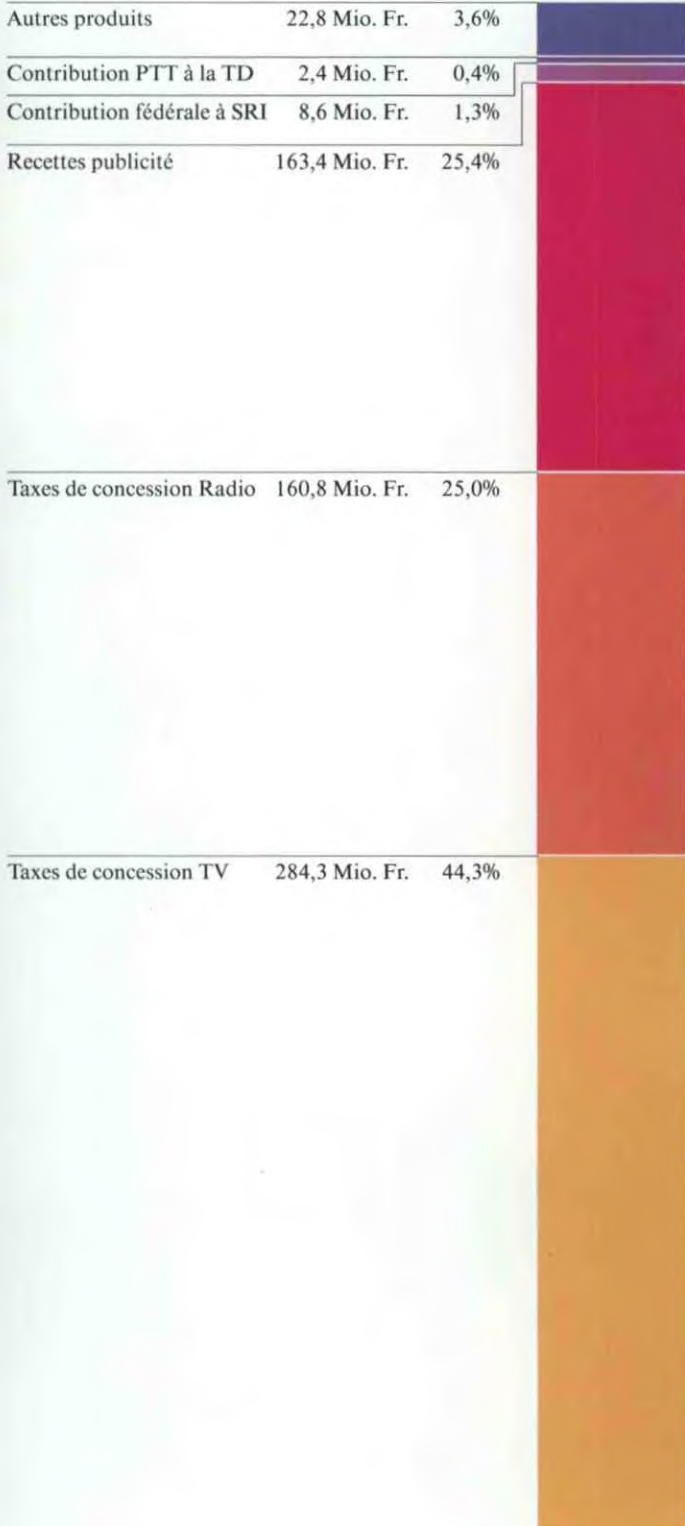 Autres produits 22,8 Mio. Fr. 3,6%
Contribution PTT à la TD 2,4 Mio. Fr. 0,4%
Contribution fédérale à SRI 8,6 Mio. Fr. 1,3%
Recettes publicité 163,4 Mio. Fr. 25,4%
Taxes de concession Radio 160,8 Mio. Fr. 25,0%
Taxes de concession TV 284,3 Mio. Fr. 44,3%